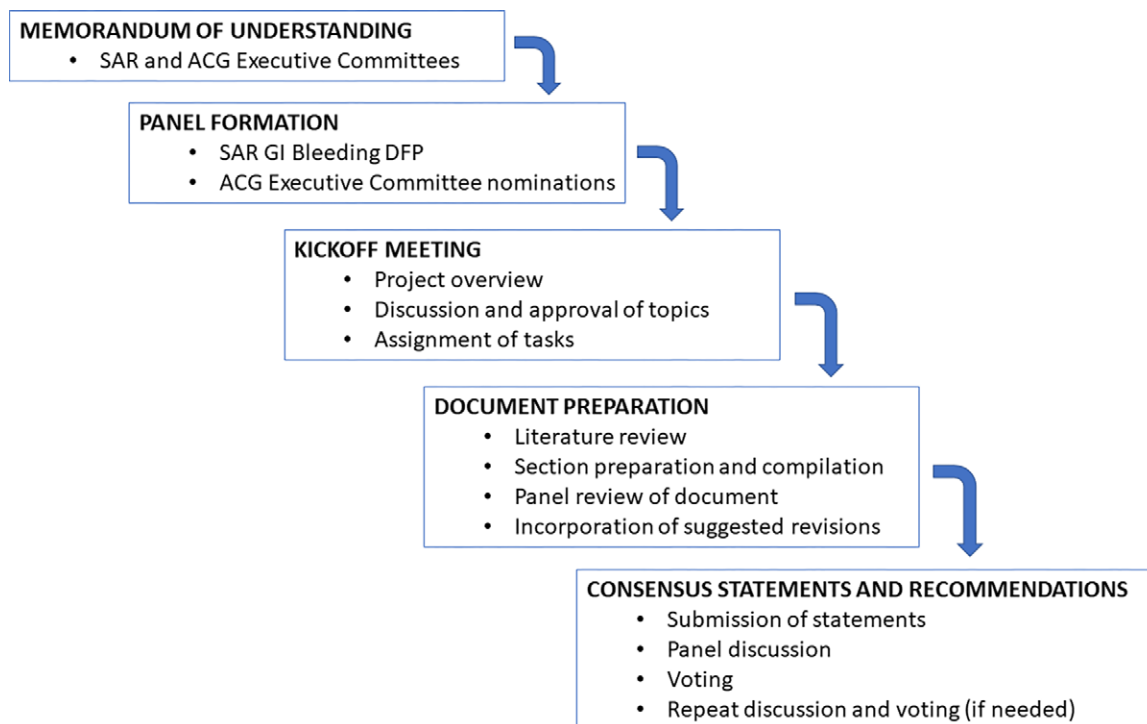 MEMORANDUM OF UNDERSTANDING
• SAR and ACG Executive Committees
PANEL FORMATION
• SAR GI Bleeding DFP
• ACG Executive Committee nominations
KICKOFF MEETING
• Project overview
• Discussion and approval of topics
• Assignment of tasks
DOCUMENT PREPARATION
• Literature review
• Section preparation and compilation
• Panel review of document
• Incorporation of suggested revisions
CONSENSUS STATEMENTS AND RECOMMENDATIONS
• Submission of statements
• Panel discussion
• Voting
• Repeat discussion and voting (if needed)